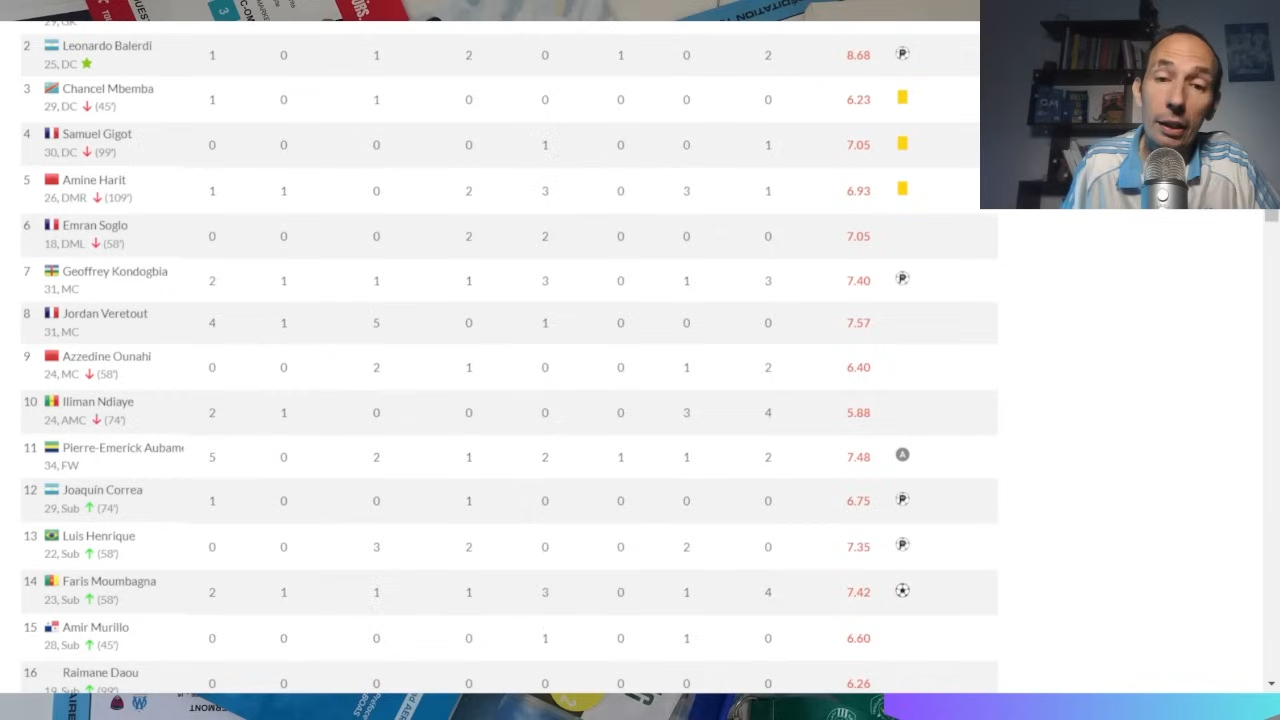 29, GK
2 Leonardo Balerdi 1 0 1 2 0 1 0 2 8.68 P
25, DC
3 Chancel Mbemba 1 0 1 0 0 0 0 0 6.23
29, DC (45')
4 Samuel Gigot 0 0 0 0 1 0 0 1 7.05
30, DC (99')
5 Amine Harit 1 1 0 2 3 0 3 1 6.93
26, DMR (109')
6 Emran Soglo 0 0 0 2 2 0 0 0 7.05
18, DML (58')
7 Geoffrey Kondogbia 2 1 1 1 3 0 1 3 7.40 P
31, MC
8 Jordan Veretout 4 1 5 0 1 0 0 0 7.57
31, MC
9 Azzedine Ounahi 0 0 2 1 0 0 1 2 6.40
24, MC (58')
10 Iliman Ndiaye 2 1 0 0 0 0 3 4 5.88
24, AMC (74')
11 Pierre-Emerick Aubame 5 0 2 1 2 1 1 2 7.48 A
34, FW
12 Joaquín Correa 1 0 0 1 0 0 0 0 6.75 P
29, Sub (74')
13 Luis Henrique 0 0 3 2 0 0 2 0 7.35 P
22, Sub (58')
14 Faris Moumbagna 2 1 1 1 3 0 1 4 7.42
23, Sub (58')
15 Amir Murillo 0 0 0 0 1 0 1 0 6.60
28, Sub (45')
16 Raimane Daou 0 0 0 0 0 0 0 0 6.26
19, Sub (99')